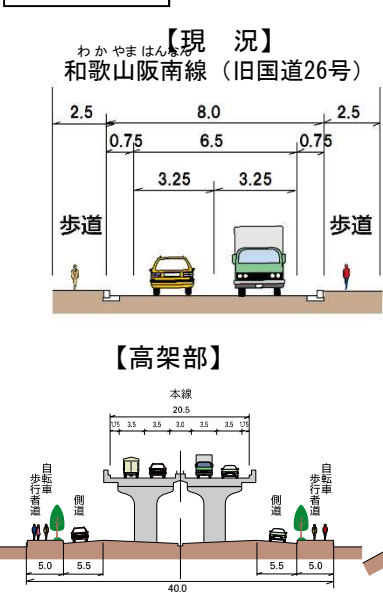 【現　況】
わかやまはんなん
和歌山阪南線（旧国道26号）
2.5 8.0 2.5
0.75 6.5 0.75
3.25 3.25
歩道 歩道
【高架部】
本線
20.5
1.75 3.5 3.5 3.0 3.5 3.5 1.75
自転車
歩行者道
側道
側道
自転車
歩行者道
5.0 5.5 5.5 5.0
40.0